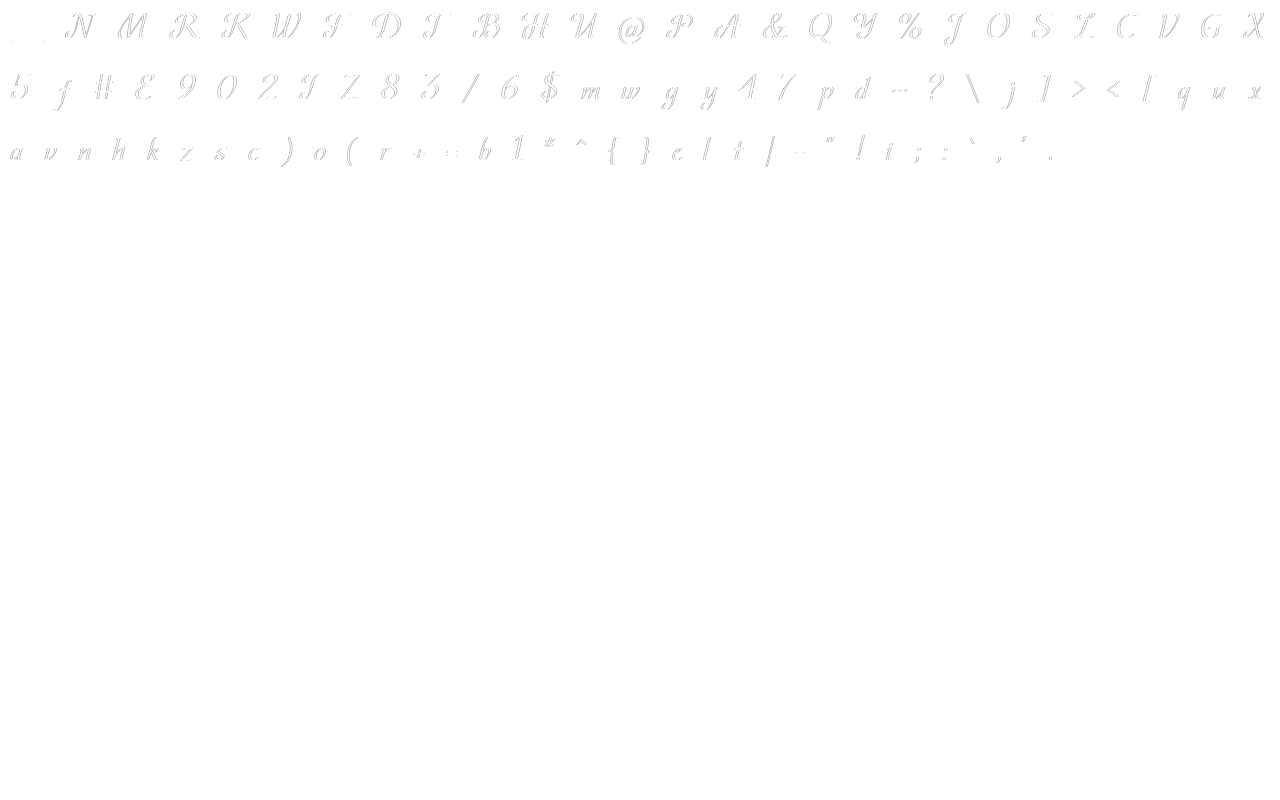 _ N M R K W F D T B H U @ P A & Q Y % J O S L C V G X
5 f # E 9 0 2 I Z 8 3 / 6 $ m w g y 4 7 p d ~ ? \ j ] > < [ q u x
a v n h k z s c ) o ( r + = b 1 * ^ { } e l t | - " ! i ; : ` , ' .